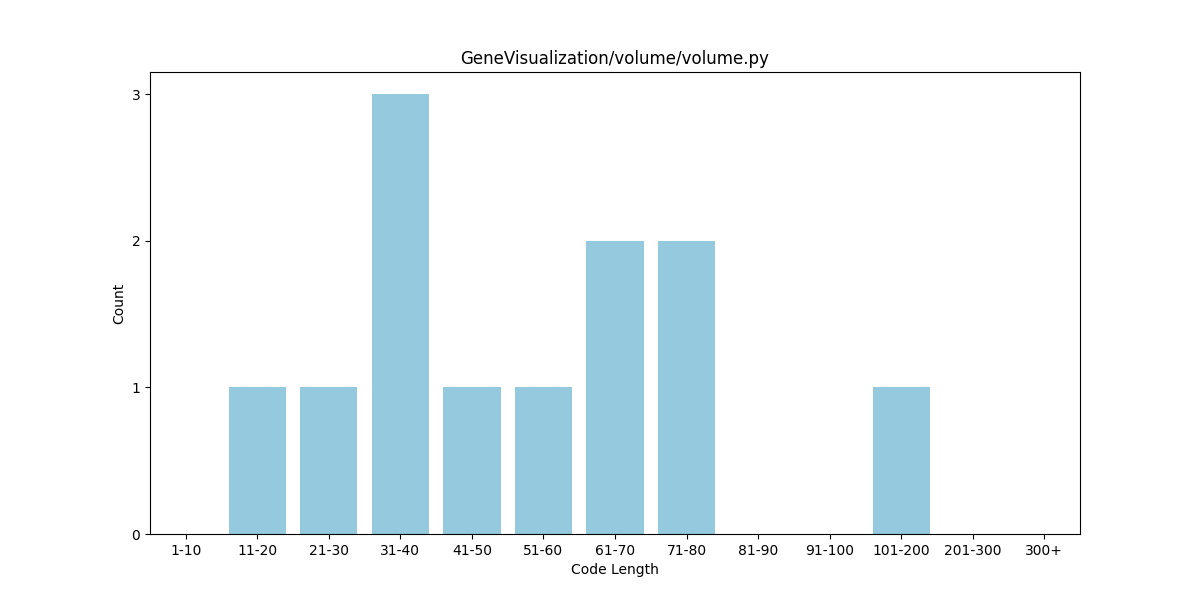 GeneVisualization/volume/volume.py
3
2
1
0
Count
1-10 11-20 21-30 31-40 41-50 51-60 61-70 71-80 81-90 91-100 101-200 201-300 300+
Code Length